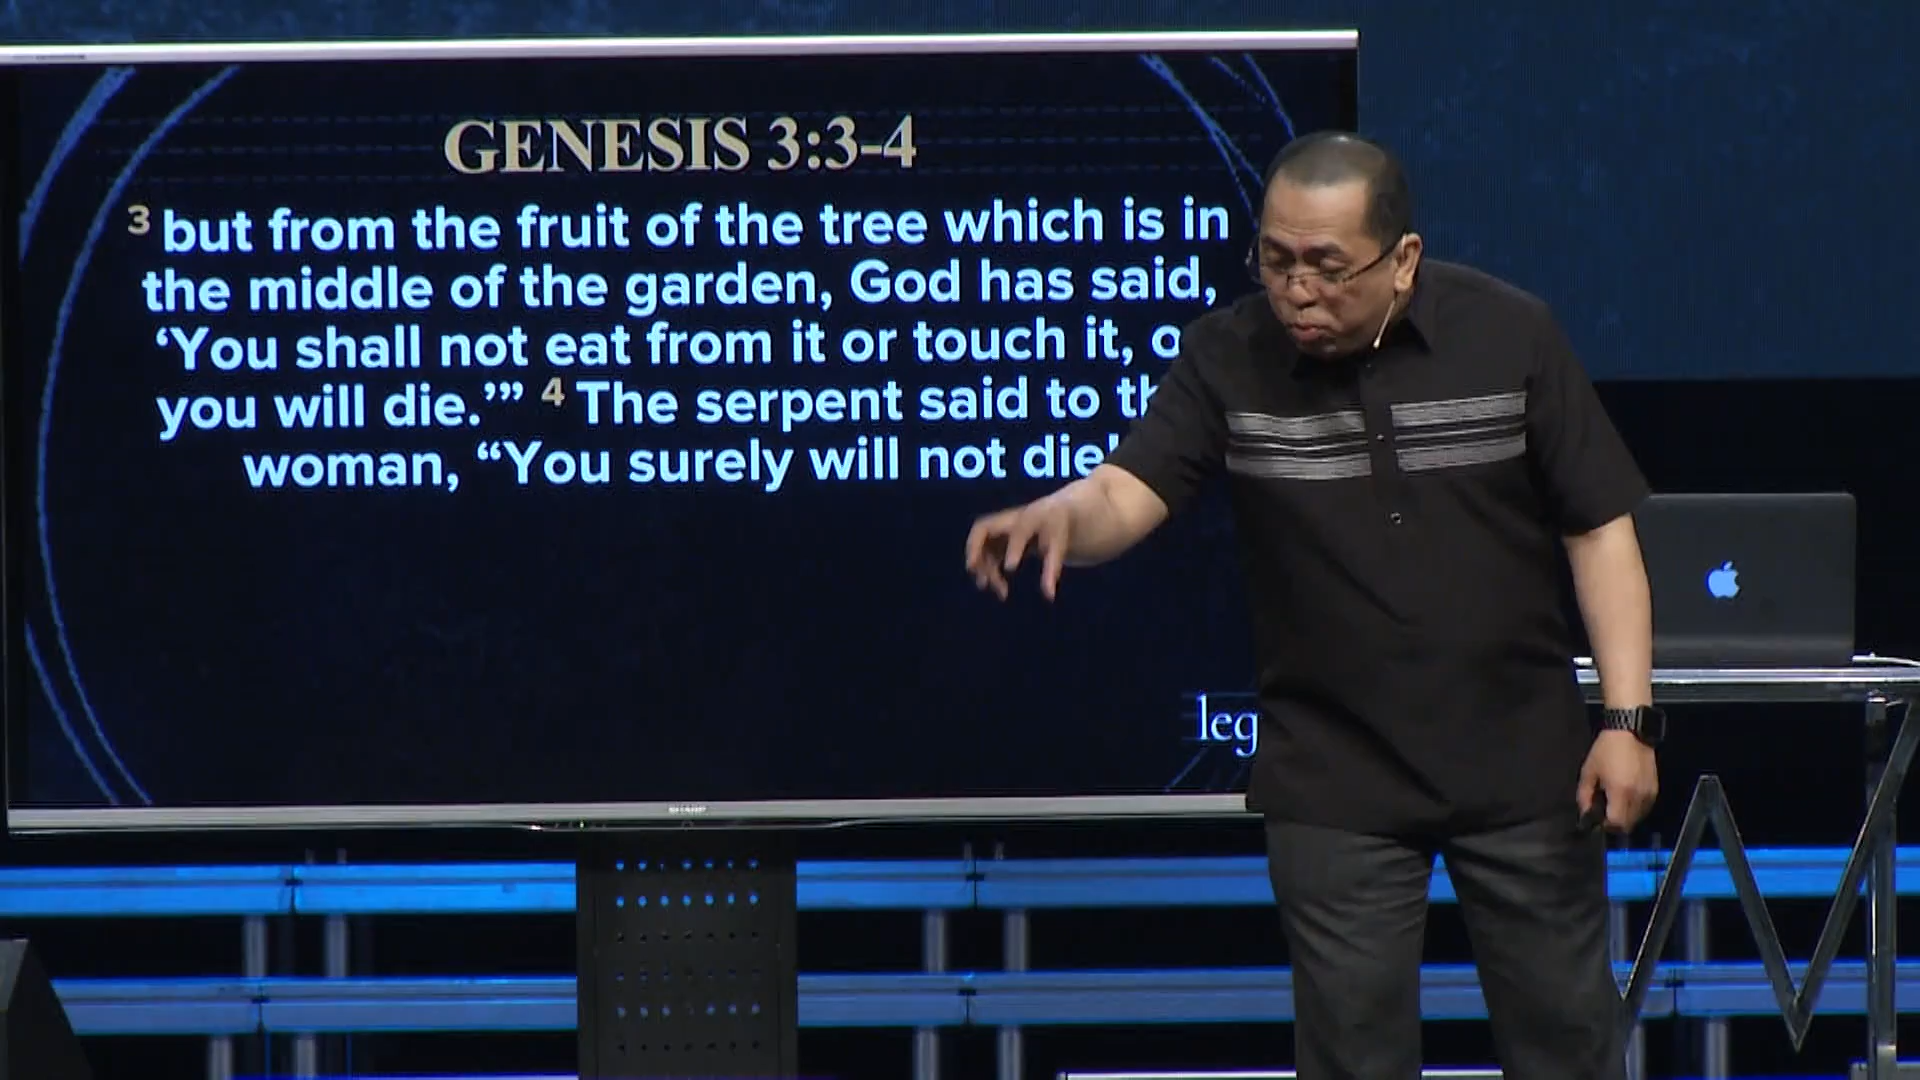 GENESIS 3:3-4
3 but from the fruit of the tree which is in
the middle of the garden, God has said,
‘You shall not eat from it or touch it, o
you will die.’” 4 The serpent said to th
woman, “You surely will not die!
leg
SHARP